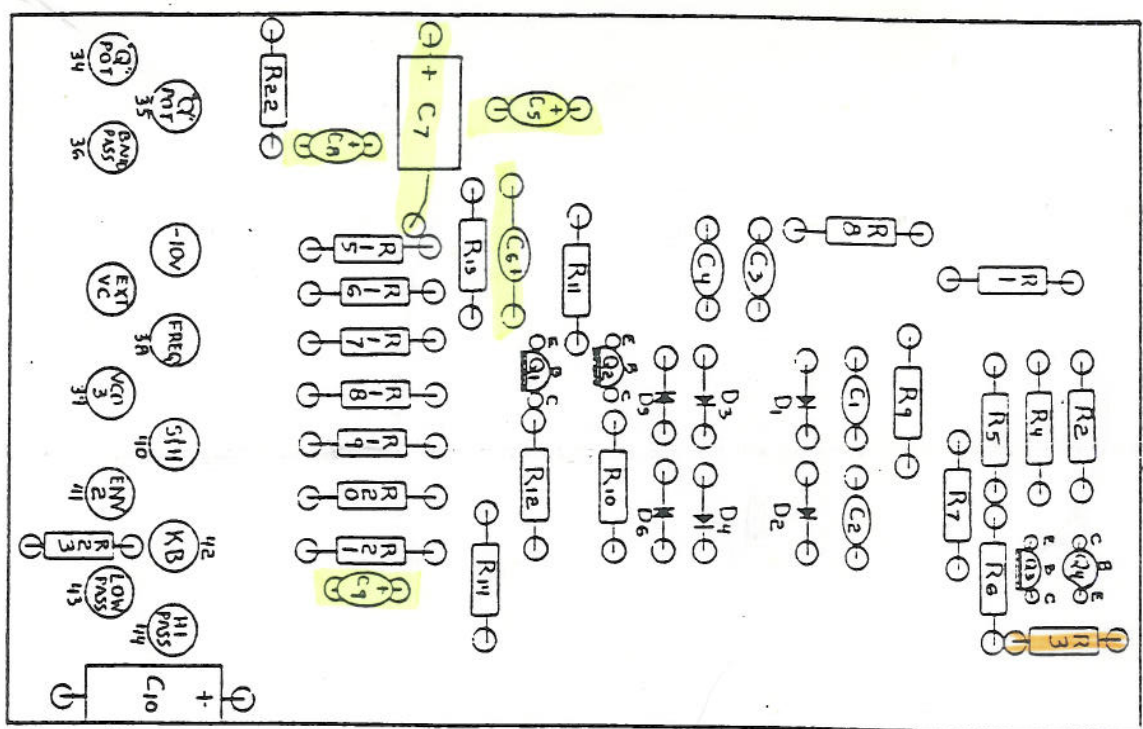 "Q"
POT
34
"Q"
INT
35
BND
PASS
36
-10V
EXT
VC
FREQ
38
VCO
3
39
S/H
40
ENV
2
41
KB
42
LOW
PASS
43
HI
PASS
44
R22
C8
+
+
C7
C5
+
R15
R16
R17
R18
R19
R20
R21
C9
+
R23
C10
+
R13
C6
+
R11
E
B
C
Q1
E
B
C
Q2
R12
R10
R14
C4
C3
R8
R1
D5
D3
D6
D4
D1
D2
C1
C2
R9
R7
R5
R4
R2
R6
E
B
C
Q3
C
B
E
Q4
R3